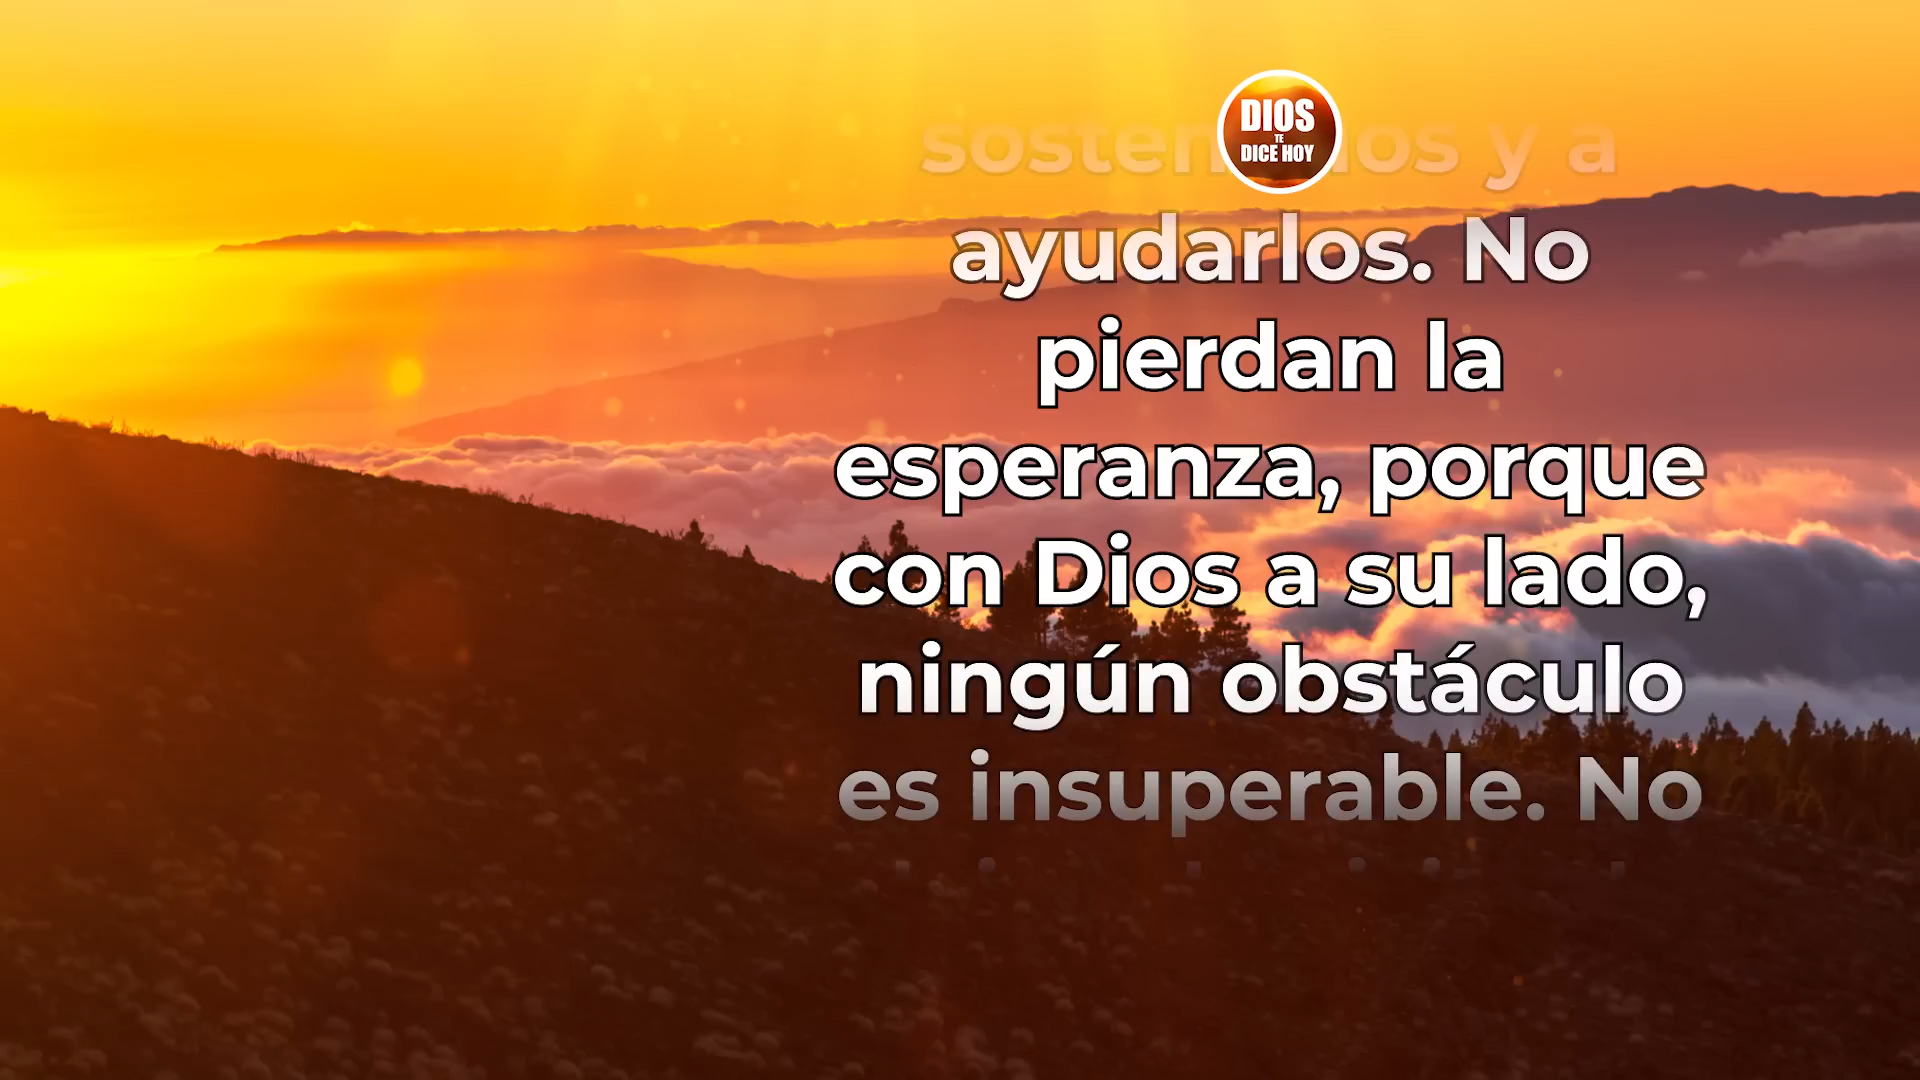 DIOS
TE
DICE HOY
y a
ayudarlos. No
pierdan la
esperanza, porque
con Dios a su lado,
ningún obstáculo
es insuperable. No